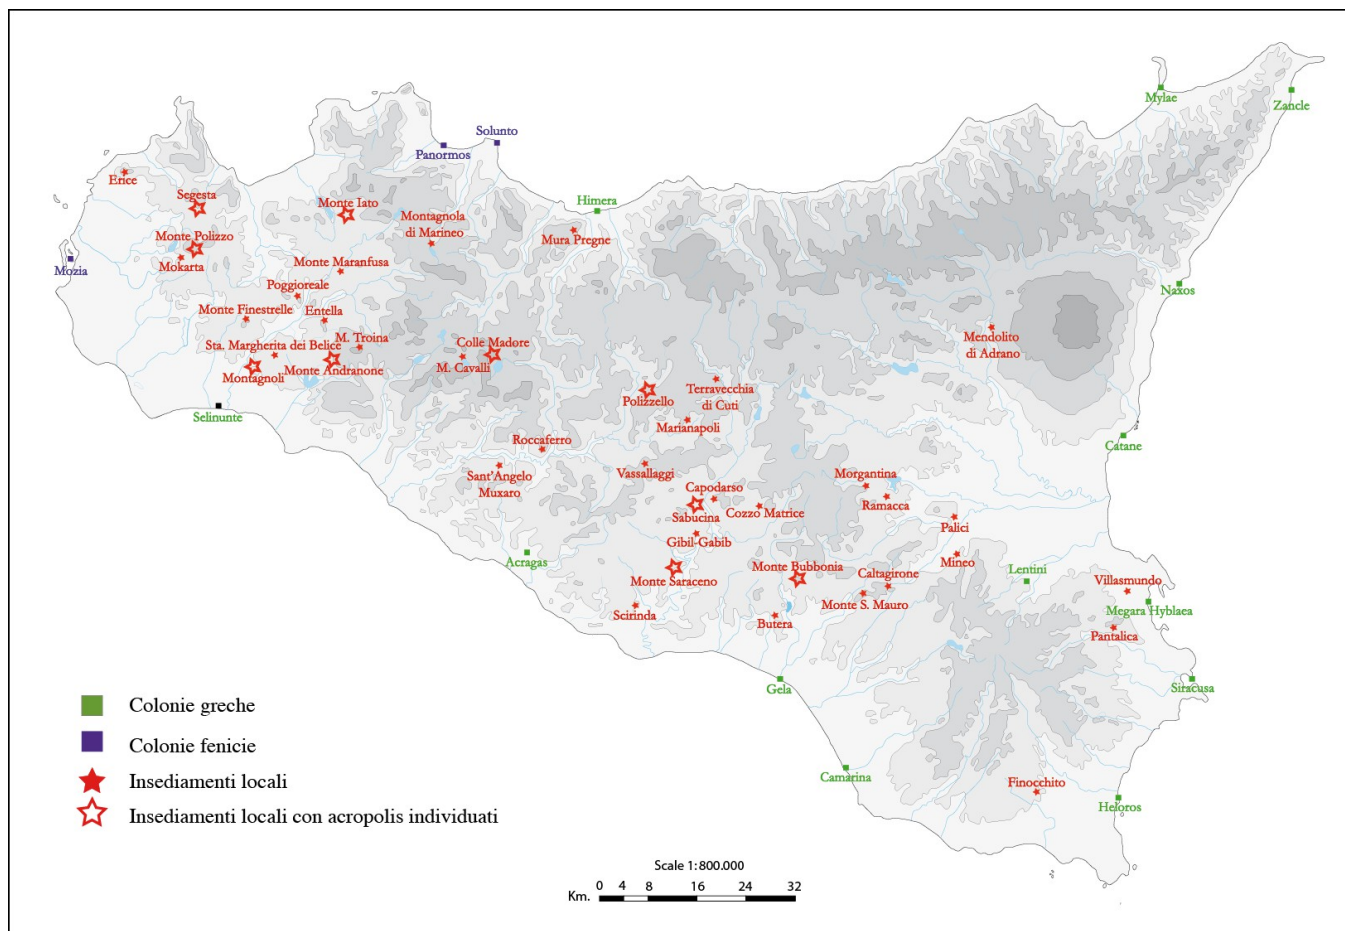 Mylae
Zancle
Solunto
Panormos
Erice
Segesta
Monte Iato
Montagnola
di Marineo
Himera
Mura Pregne
Monte Polizzo
Mokarta
Mozia
Monte Maranfusa
Poggioreale
Naxos
Monte Finestrelle
Entella
M. Troina
Sta. Margherita dei Belice
Monte Andranone
Montagnoli
Colle Madore
M. Cavalli
Mendolito
di Adrano
Selinunte
Polizzello
Terravecchia
di Cuti
Marianapoli
Catane
Roccaferro
Sant'Angelo
Muxaro
Vassallaggi
Capodarso
Sabucina
Cozzo Matrice
Morgantina
Ramacca
Palici
Gibil-Gabib
Acragas
Monte Saraceno
Monte Bubbonia
Caltagirone
Mineo
Lentini
Villasmundo
Megara Hyblaea
Scirinda
Butera
Monte S. Mauro
Pantalica
Gela
Siracusa
Camarina
Finocchito
Heloros
Colonie greche
Colonie fenicie
Insediamenti locali
Insediamenti locali con acropolis individuati
Scale 1:800.000
Km. 0 4 8 16 24 32